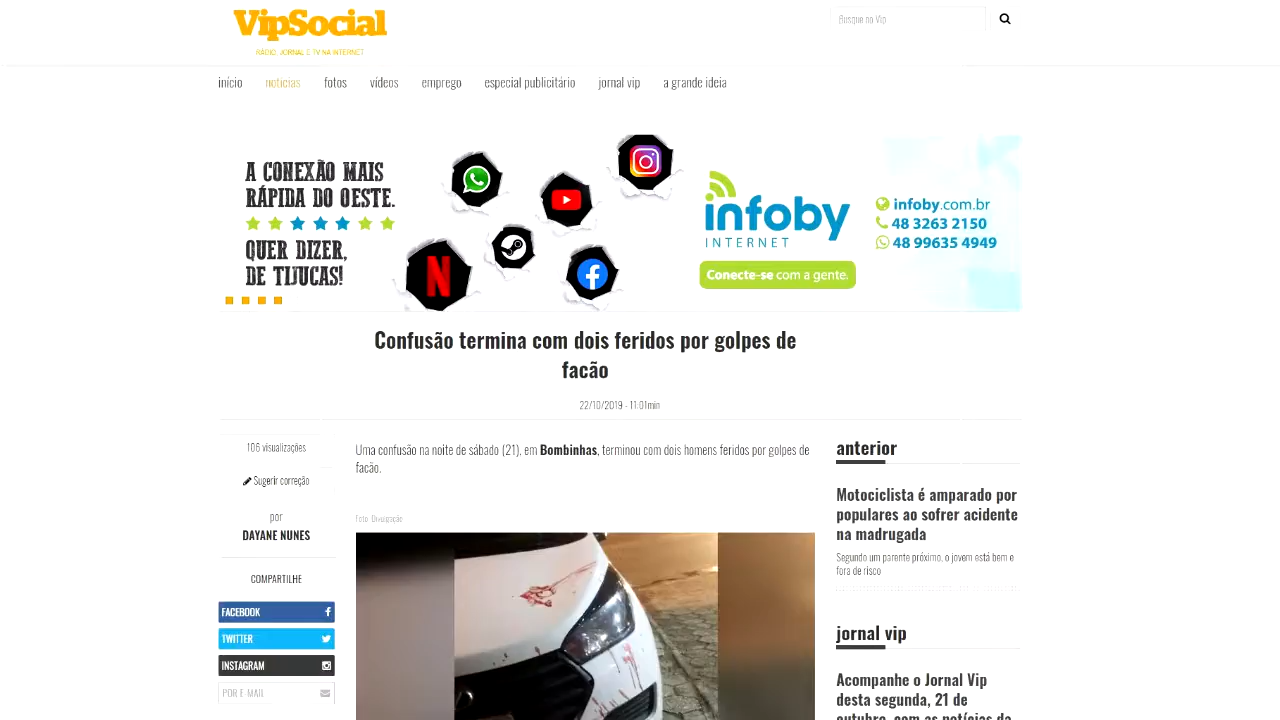 VipSocial
RÁDIO, JORNAL E TV NA INTERNET
Busque no Vip
início notícias fotos vídeos emprego especial publicitário jornal vip a grande ideia
A CONEXÃO MAIS
RÁPIDA DO OESTE.
QUER DIZER,
DE TIJUCAS!
N
infoby
INTERNET
Conecte-se com a gente.
infoby.com.br
48 3263 2150
48 99635 4949
Confusão termina com dois feridos por golpes de
facão
22/10/2019 - 11:01min
106 visualizações
Sugerir correção
por
DAYANE NUNES
COMPARTILHE
FACEBOOK
TWITTER
INSTAGRAM
POR E-MAIL
Uma confusão na noite de sábado (21), em Bombinhas, terminou com dois homens feridos por golpes de
facão.
Foto: Divulgação
anterior
Motociclista é amparado por
populares ao sofrer acidente
na madrugada
Segundo um parente próximo, o jovem está bem e
fora de risco
jornal vip
Acompanhe o Jornal Vip
desta segunda, 21 de
outubro, com as notícias da